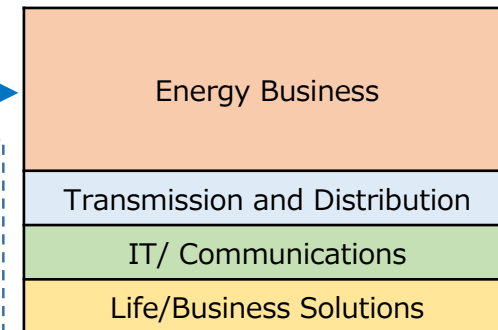 Energy Business
Transmission and Distribution
IT/ Communications
Life/Business Solutions